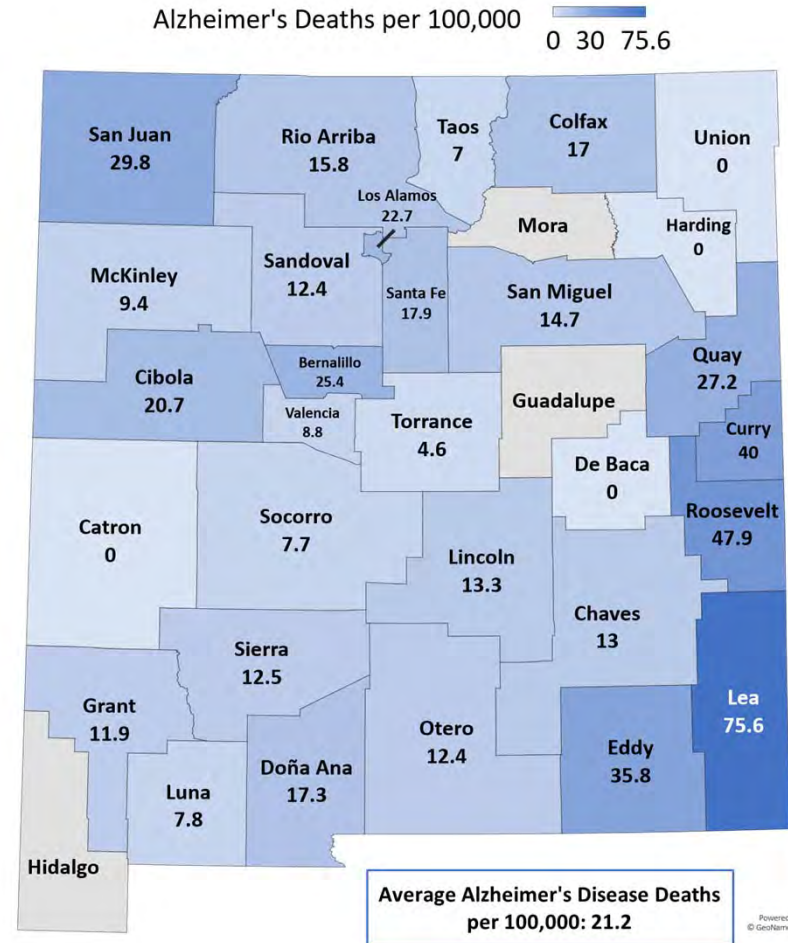 Alzheimer's Deaths per 100,000
0 30 75.6
San Juan
29.8
Rio Arriba
15.8
Taos
7
Colfax
17
Union
0
Los Alamos
22.7
Mora
Harding
0
McKinley
9.4
Sandoval
12.4
Santa Fe
17.9
San Miguel
14.7
Cibola
20.7
Bernalillo
25.4
Quay
27.2
Valencia
8.8
Torrance
4.6
Guadalupe
Curry
40
De Baca
0
Roosevelt
47.9
Catron
0
Socorro
7.7
Lincoln
13.3
Chaves
13
Sierra
12.5
Grant
11.9
Lea
75.6
Otero
12.4
Eddy
35.8
Doña Ana
17.3
Luna
7.8
Hidalgo
Average Alzheimer's Disease Deaths
per 100,000: 21.2
Powered
© GeoName